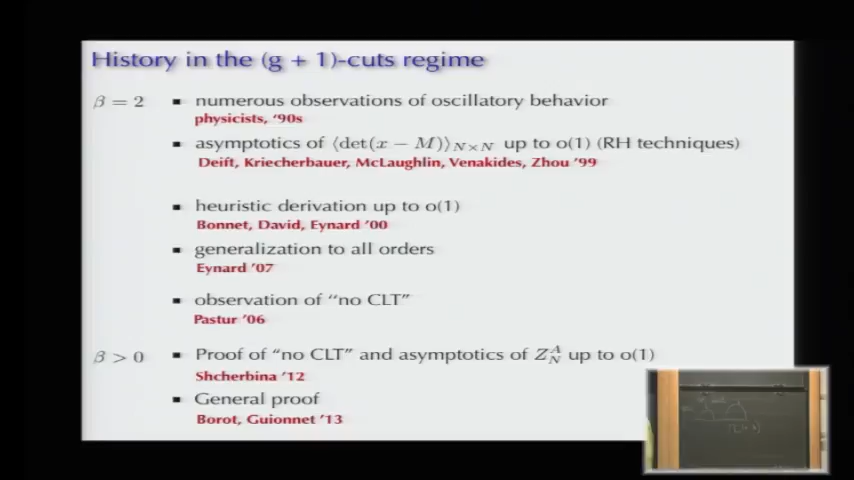 History in the (g + 1)-cuts regime
β = 2 ▪ numerous observations of oscillatory behavior
physicists, '90s
▪ asymptotics of ⟨det(x − M)⟩_{N×N} up to o(1) (RH techniques)
Deift, Kriecherbauer, McLaughlin, Venakides, Zhou '99
▪ heuristic derivation up to o(1)
Bonnet, David, Eynard '00
▪ generalization to all orders
Eynard '07
▪ observation of "no CLT"
Pastur '06
β > 0 ▪ Proof of "no CLT" and asymptotics of Z_N^A up to o(1)
Shcherbina '12
▪ General proof
Borot, Guionnet '13